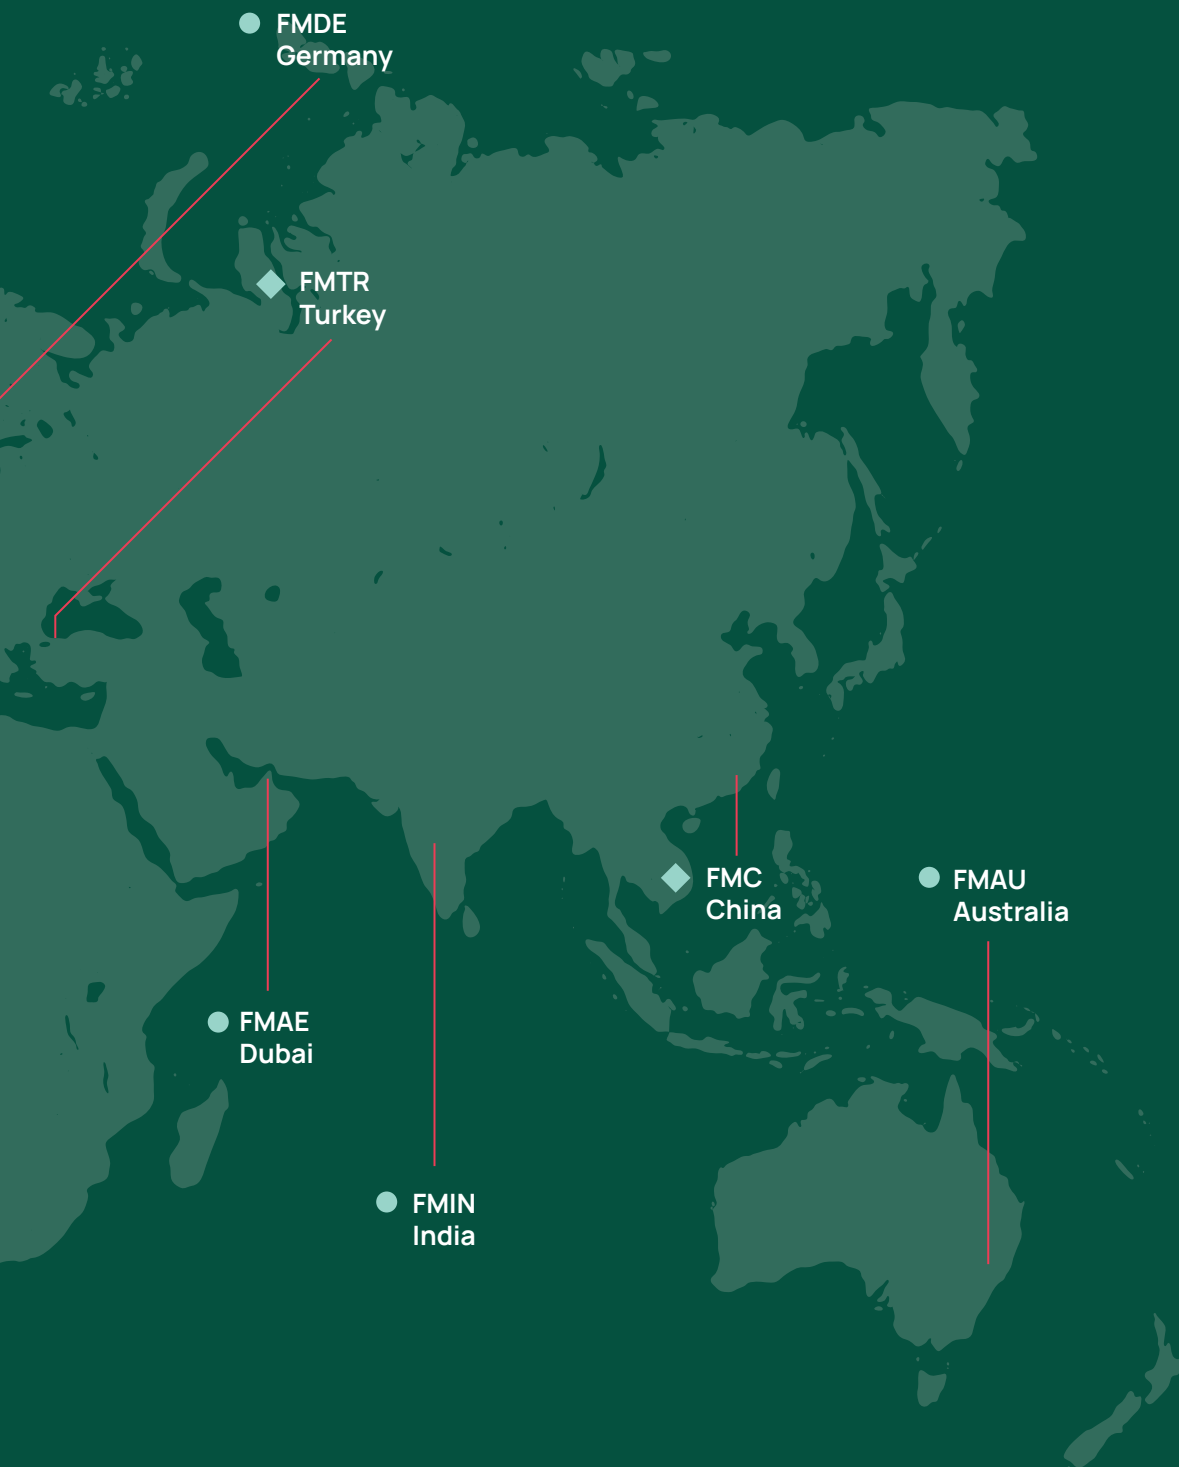 FMDE
Germany
FMTR
Turkey
FMC
China
FMAU
Australia
FMAE
Dubai
FMIN
India